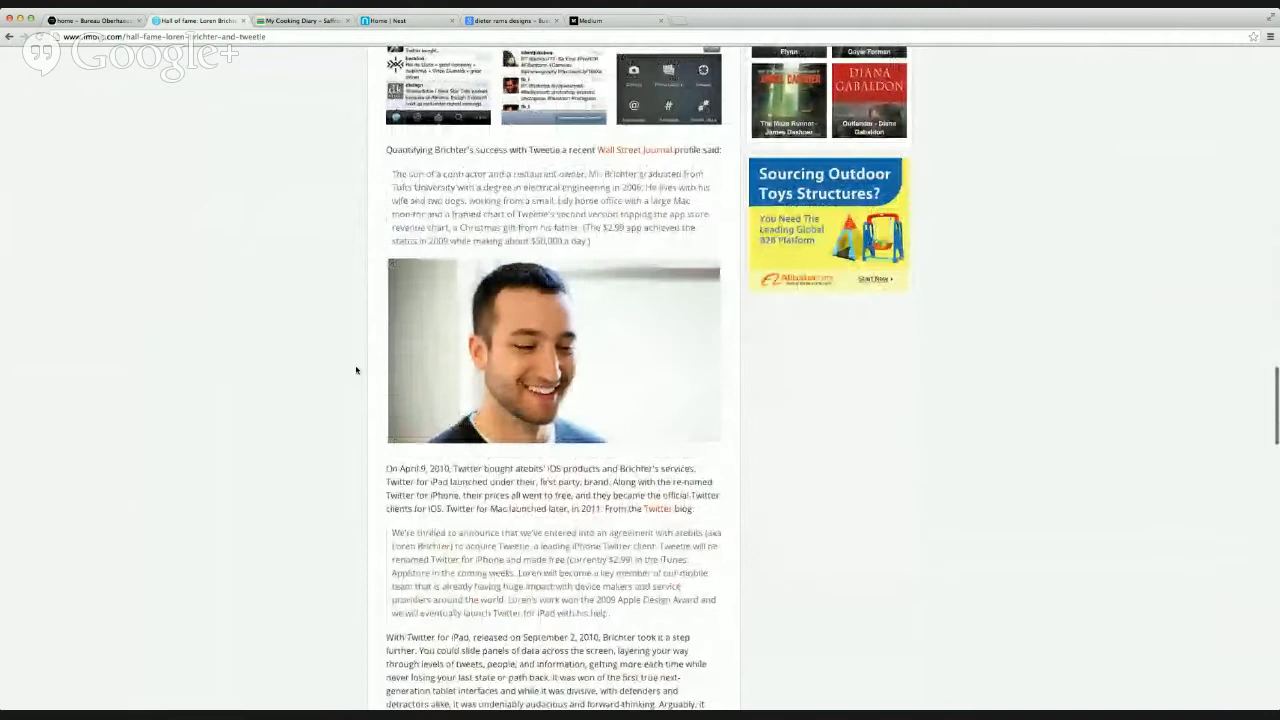 home – Bureau Oberhaeu
Hall of fame: Loren Brichte
My Cooking Diary – Saffro
Home | Nest
dieter rams designs – Bu
Medium
www.imore.com/hall-fame-loren-brichter-and-tweetie
Google+
Flynn
Gayle Forman
DIANA
GABALDON
The Maze Runner-
James Dashner
Outlander - Diana
Gabaldon
Quantifying Brichter's success with Tweetie a recent Wall Street Journal profile said:
The son of a contractor and a restaurant owner, Mr. Brichter graduated from
Tufts University with a degree in electrical engineering in 2006. He lives with his
wife and two dogs, working from a small, tidy home office with a large Mac
monitor and a framed chart of Tweetie's second version topping the app store
revenue chart, a Christmas gift from his father. (The $2.99 app achieved the
status in 2009 while making about $50,000 a day.)
Sourcing Outdoor
Toys Structures?
You Need The
Leading Global
B2B Platform
Alibaba.com
Start Now
On April 9, 2010, Twitter bought atebits' iOS products and Brichter's services.
Twitter for iPad launched under their, first party, brand. Along with the re-named
Twitter for iPhone, their prices all went to free, and they became the official Twitter
clients for iOS. Twitter for Mac launched later, in 2011. From the Twitter blog:
We're thrilled to announce that we've entered into an agreement with atebits (aka
Loren Brichter) to acquire Tweetie, a leading iPhone Twitter client. Tweetie will be
renamed Twitter for iPhone and made free (currently $2.99) in the iTunes
AppStore in the coming weeks. Loren will become a key member of our mobile
team that is already having huge impact with device makers and service
providers around the world. Loren's work won the 2009 Apple Design Award and
we will eventually launch Twitter for iPad with his help.
With Twitter for iPad, released on September 2, 2010, Brichter took it a step
further. You could slide panels of data across the screen, layering your way
through levels of tweets, people, and information, getting more each time while
never losing your last state or path back. It was won of the first true next-
generation tablet interfaces and while it was divisive, with defenders and
detractors alike, it was undeniably audacious and forward-thinking. Arguably, it